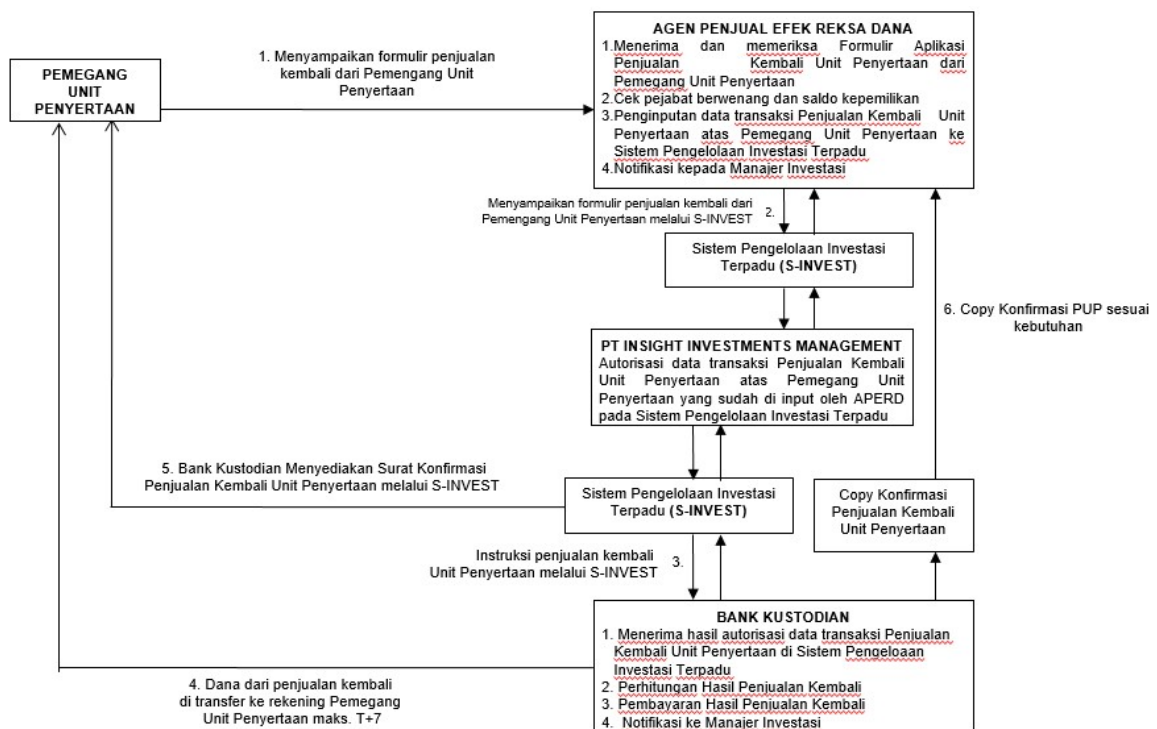 AGEN PENJUAL EFEK REKSA DANA
1.Menerima dan memeriksa Formulir Aplikasi
Penjualan Kembali Unit Penyertaan dari
Pemegang Unit Penyertaan
2.Cek pejabat berwenang dan saldo kepemilikan
3.Penginputan data transaksi Penjualan Kembali Unit
Penyertaan atas Pemegang Unit Penyertaan ke
Sistem Pengelolaan Investasi Terpadu
4.Notifikasi kepada Manajer Investasi
1. Menyampaikan formulir penjualan
kembali dari Pemengang Unit
Penyertaan
PEMEGANG
UNIT
PENYERTAAN
Menyampaikan formulir penjualan kembali dari
Pemengang Unit Penyertaan melalui S-INVEST
2.
Sistem Pengelolaan Investasi
Terpadu (S-INVEST)
6. Copy Konfirmasi PUP sesuai
kebutuhan
PT INSIGHT INVESTMENTS MANAGEMENT
Autorisasi data transaksi Penjualan Kembali
Unit Penyertaan atas Pemegang Unit
Penyertaan yang sudah di input oleh APERD
pada Sistem Pengelolaan Investasi Terpadu
5. Bank Kustodian Menyediakan Surat Konfirmasi
Penjualan Kembali Unit Penyertaan melalui S-INVEST
Sistem Pengelolaan Investasi
Terpadu (S-INVEST)
Copy Konfirmasi
Penjualan Kembali
Unit Penyertaan
Instruksi penjualan kembali
Unit Penyertaan melalui S-INVEST
3.
BANK KUSTODIAN
1. Menerima hasil autorisasi data transaksi Penjualan
Kembali Unit Penyertaan di Sistem Pengeloaan
Investasi Terpadu
2. Perhitungan Hasil Penjualan Kembali
3. Pembayaran Hasil Penjualan Kembali
4. Notifikasi ke Manajer Investasi
4. Dana dari penjualan kembali
di transfer ke rekening Pemegang
Unit Penyertaan maks. T+7